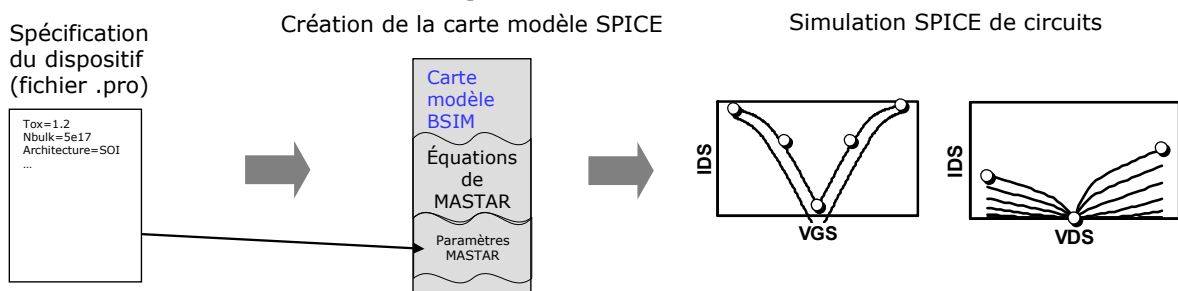 Spécification
du dispositif
(fichier .pro)
Tox=1.2
Nbulk=5e17
Architecture=SOI
...
Création de la carte modèle SPICE
Carte
modèle
BSIM
Équations
de
MASTAR
Paramètres
MASTAR
Simulation SPICE de circuits
IDS
VGS
IDS
VDS